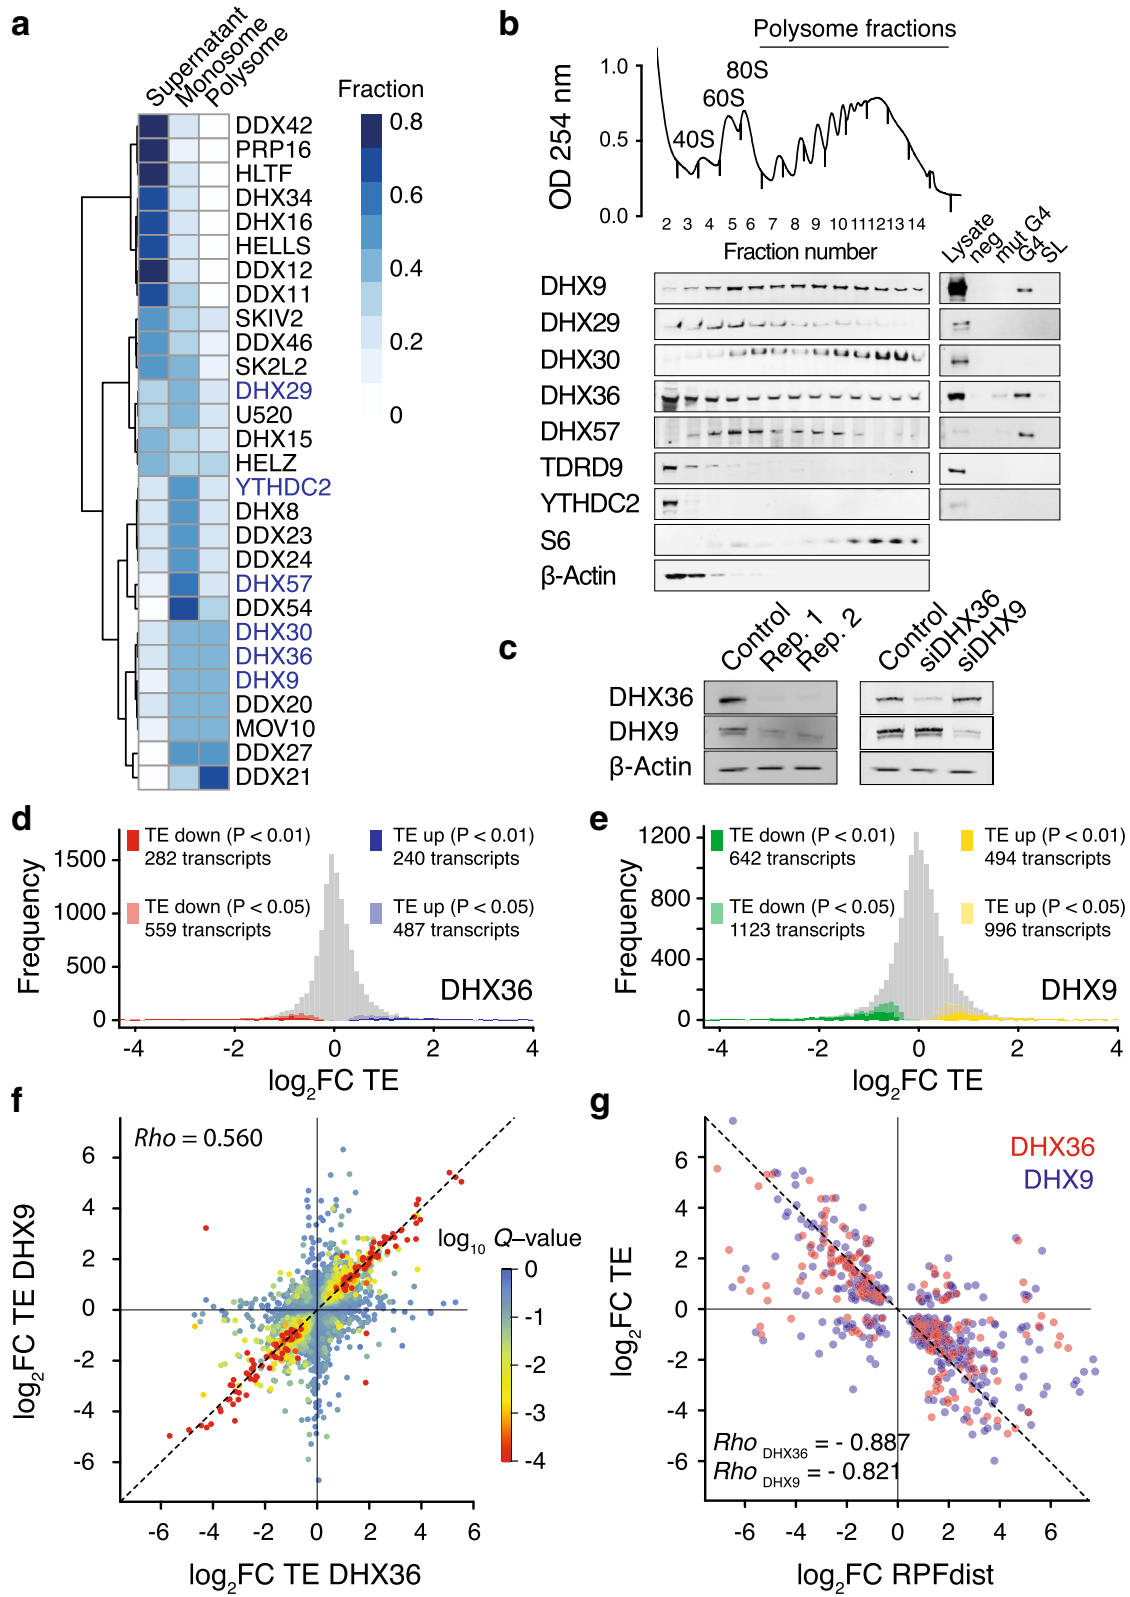 a
Supernatant
Monosome
Polysome
Fraction
0.8
0.6
0.4
0.2
0
DDX42
PRP16
HLTF
DHX34
DHX16
HELLS
DDX12
DDX11
SKIV2
DDX46
SK2L2
DHX29
U520
DHX15
HELZ
YTHDC2
DHX8
DDX23
DDX24
DHX57
DDX54
DHX30
DHX36
DHX9
DDX20
MOV10
DDX27
DDX21
b
Polysome fractions
80S
60S
40S
OD 254 nm
1.0
0.5
0.0
2 3 4 5 6 7 8 9 10 11 12 13 14
Fraction number
Lysate
neg
mut G4
G4
SL
DHX9
DHX29
DHX30
DHX36
DHX57
TDRD9
YTHDC2
S6
β-Actin
c
Control
Rep. 1
Rep. 2
Control
siDHX36
siDHX9
DHX36
DHX9
β-Actin
d
TE down (P < 0.01)
282 transcripts
TE up (P < 0.01)
240 transcripts
TE down (P < 0.05)
559 transcripts
TE up (P < 0.05)
487 transcripts
Frequency
1500
1000
500
0
DHX36
-4 -2 0 2 4
log2FC TE
e
TE down (P < 0.01)
642 transcripts
TE up (P < 0.01)
494 transcripts
TE down (P < 0.05)
1123 transcripts
TE up (P < 0.05)
996 transcripts
Frequency
1200
800
400
0
DHX9
-4 -2 0 2 4
log2FC TE
f
Rho = 0.560
log2FC TE DHX9
6
4
2
0
-2
-4
-6
log10 Q–value
0
-1
-2
-3
-4
-6 -4 -2 0 2 4 6
log2FC TE DHX36
g
DHX36
DHX9
log2FC TE
6
4
2
0
-2
-4
-6
Rho DHX36 = - 0.887
Rho DHX9 = - 0.821
-6 -4 -2 0 2 4 6
log2FC RPFdist